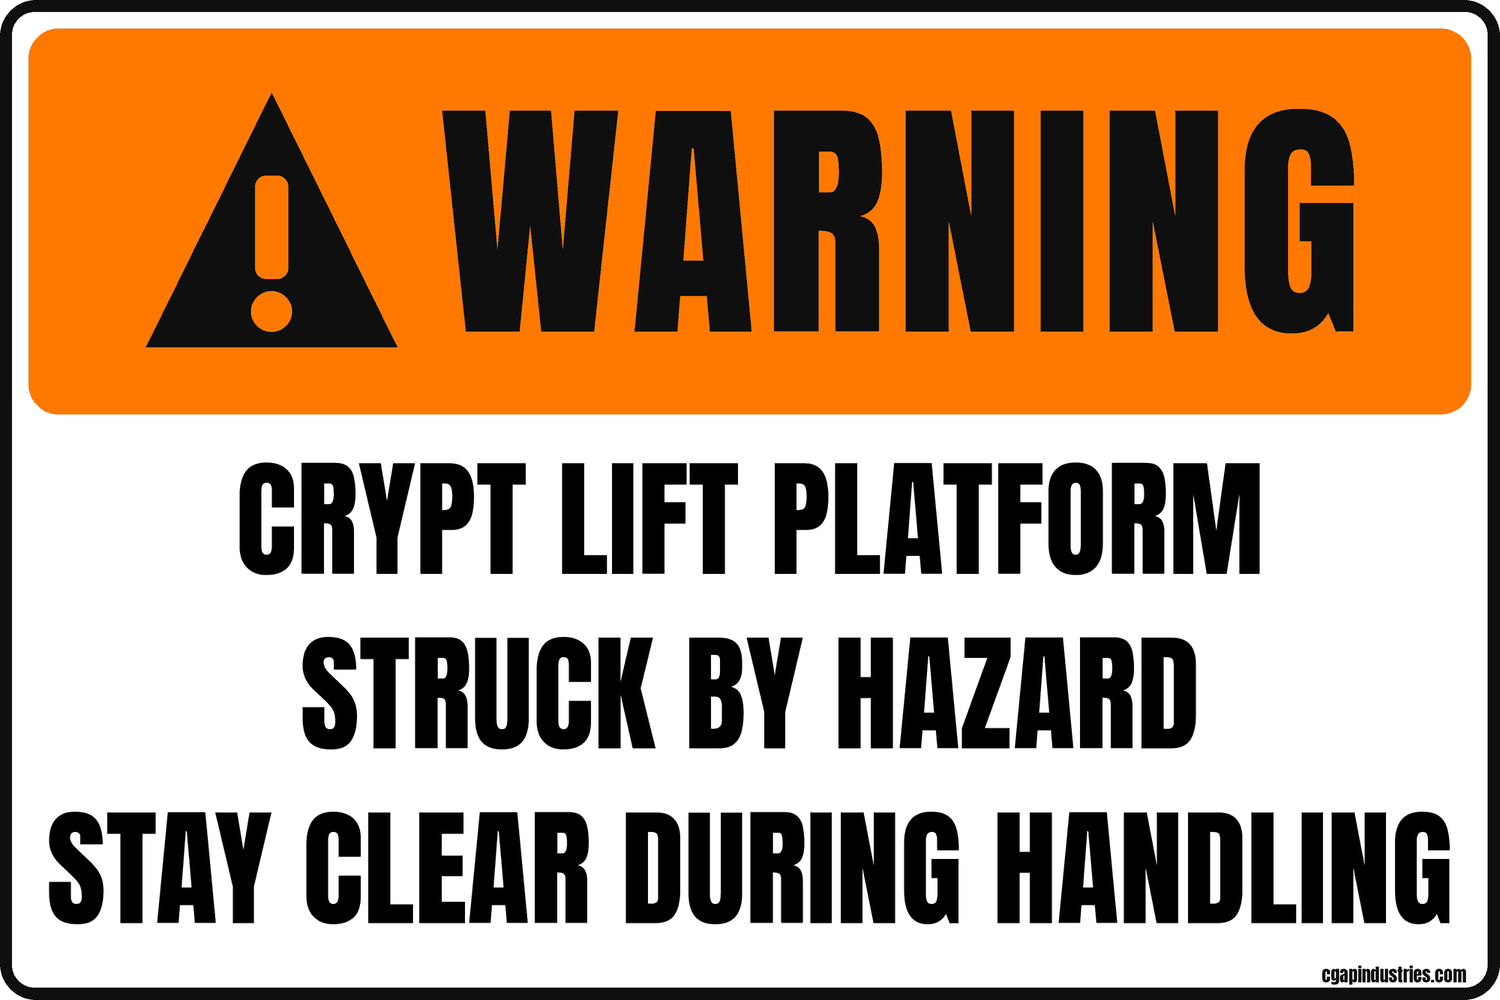 WARNING
CRYPT LIFT PLATFORM
STRUCK BY HAZARD
STAY CLEAR DURING HANDLING
cgapindustries.com